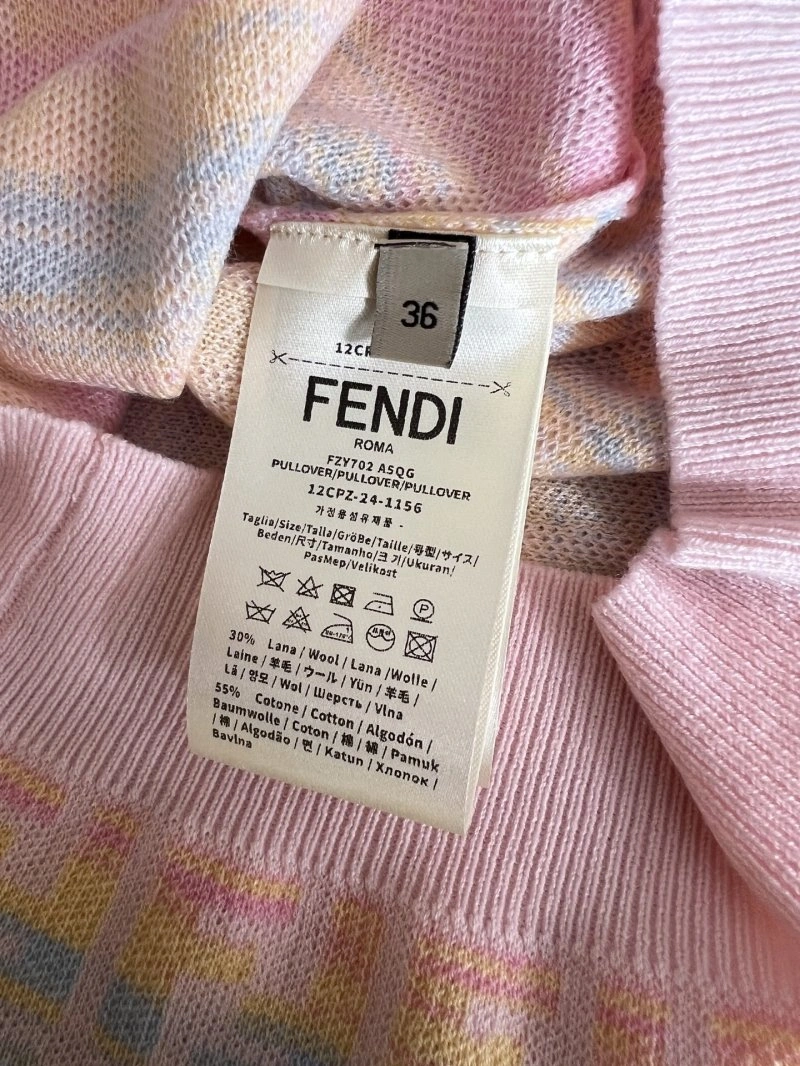 36
12CP
FENDI
ROMA
FZY702 A5QG
PULLOVER/PULLOVER/PULLOVER
12CPZ-24-1156
가정용섬유제품 -
Taglia/Size/Talla/GröBe/Taille/号型/サイズ/
Beden/尺寸/Tamanho/크기/Ukuran/
РasМер/Velikost
30% Lana / Wool / Lana /Wolle /
Laine / 羊毛 / ウール / Yün / 羊毛 /
Lã / 양모 / Wol / Шерсть / Vlna
55% Cotone / Cotton / Algodón /
Baumwolle / Coton / 棉 / 綿 / Pamuk
/ 棉 / Algodão / 면 / Katun / Хлопок /
Bavlna